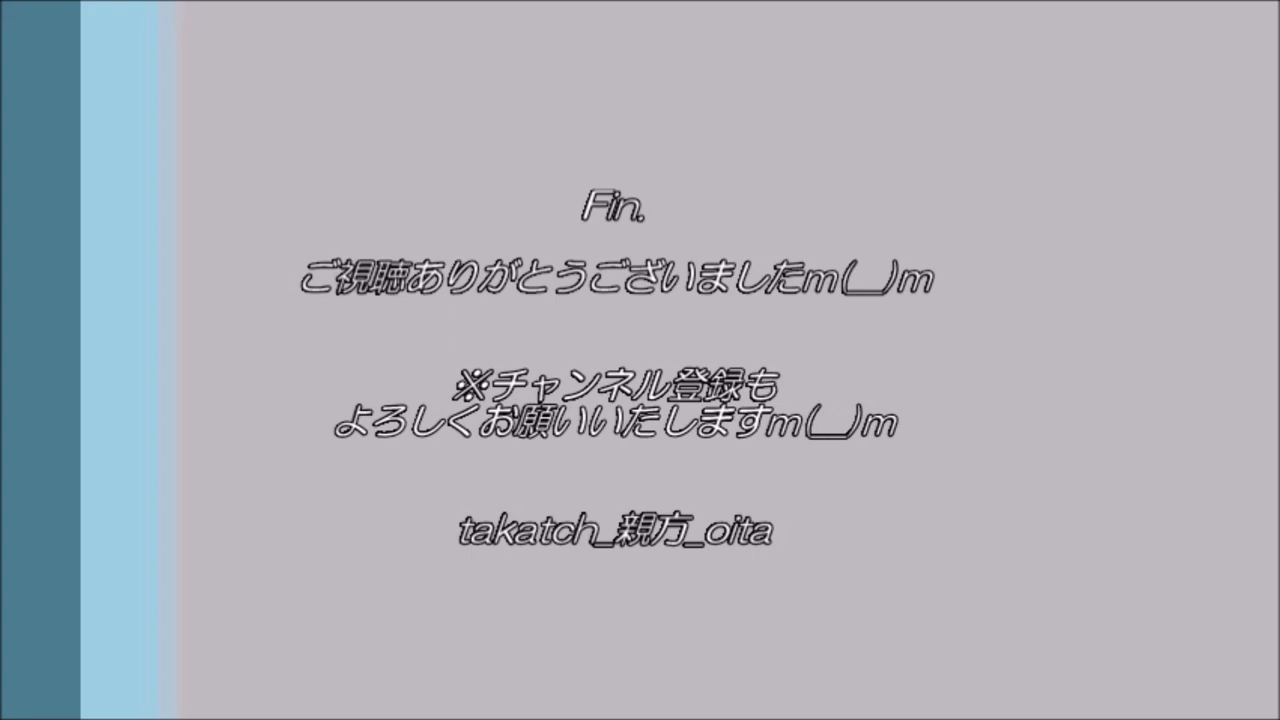 Fin.
ご視聴ありがとうございましたm(__)m
※チャンネル登録も
よろしくお願いいたしますm(__)m
takatch_親方_oita